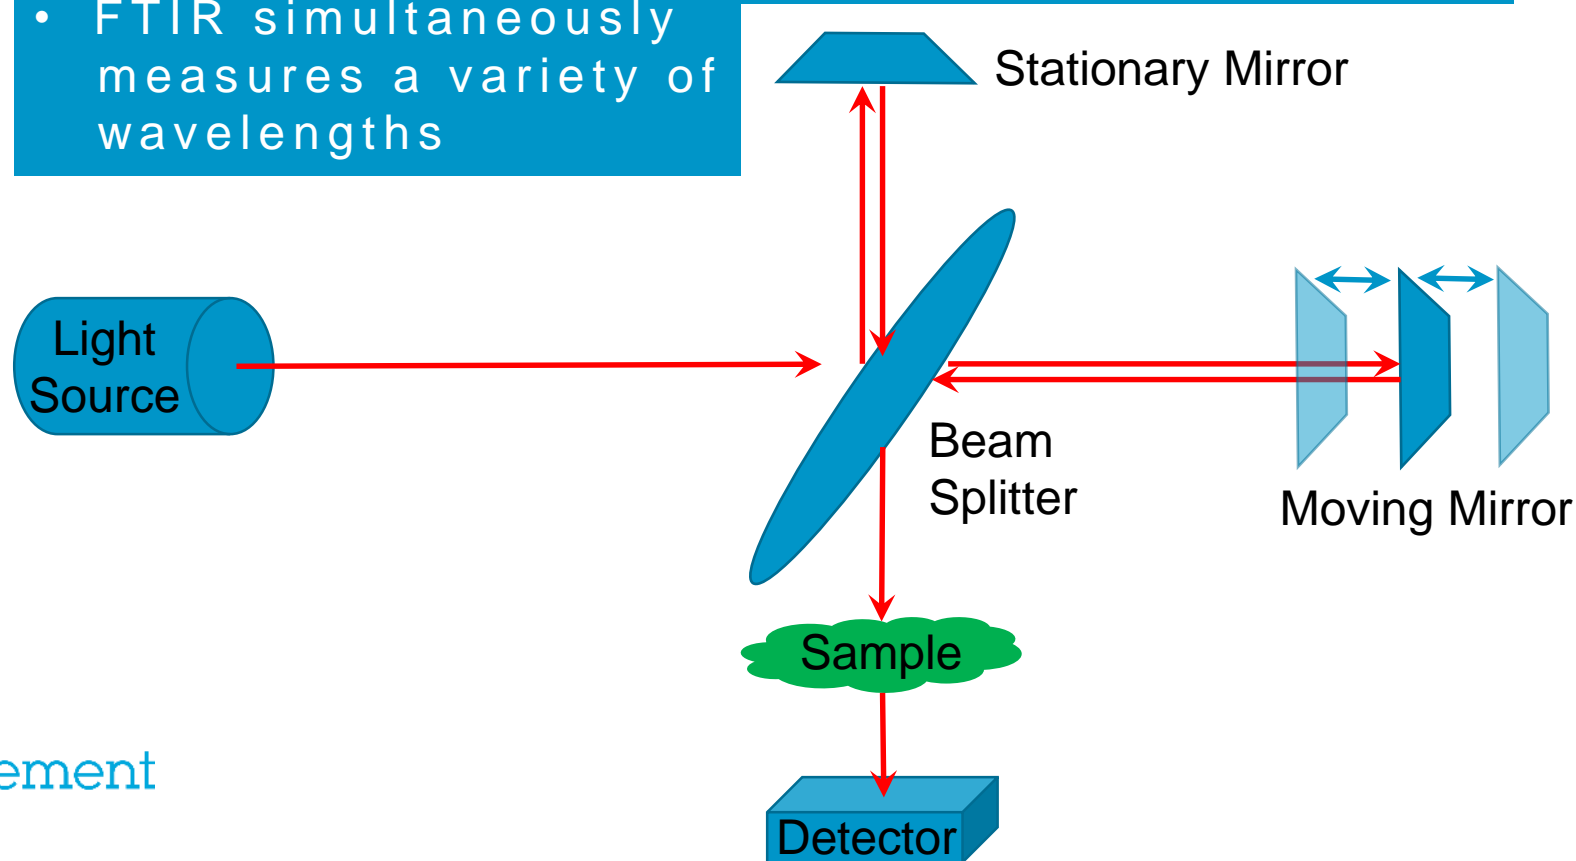 • FTIR simultaneously
measures a variety of
wavelengths
Stationary Mirror
Light
Source
Beam
Splitter
Moving Mirror
Sample
ement
Detector